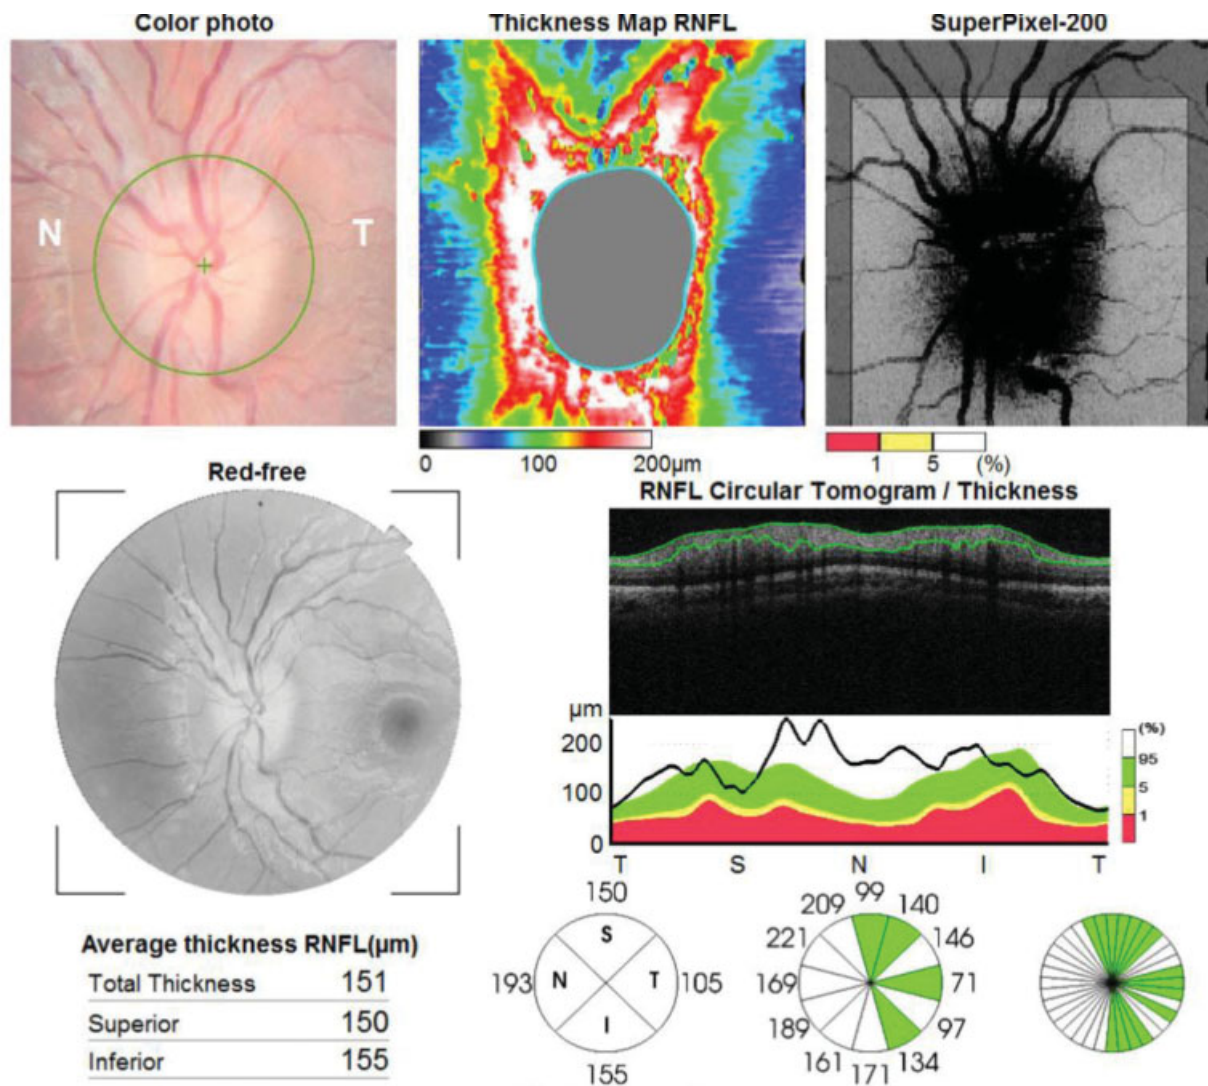 Color photo
Thickness Map RNFL
SuperPixel-200
N
T
0
100
200µm
1
5
(%)
Red-free
RNFL Circular Tomogram / Thickness
µm
200
100
0
T
S
N
I
T
(%)
95
5
1
Average thickness RNFL(µm)
Total Thickness 151
Superior 150
Inferior 155
150
S
193 N T 105
I
155
99
209 140
221 146
169 71
189 97
161 134
171